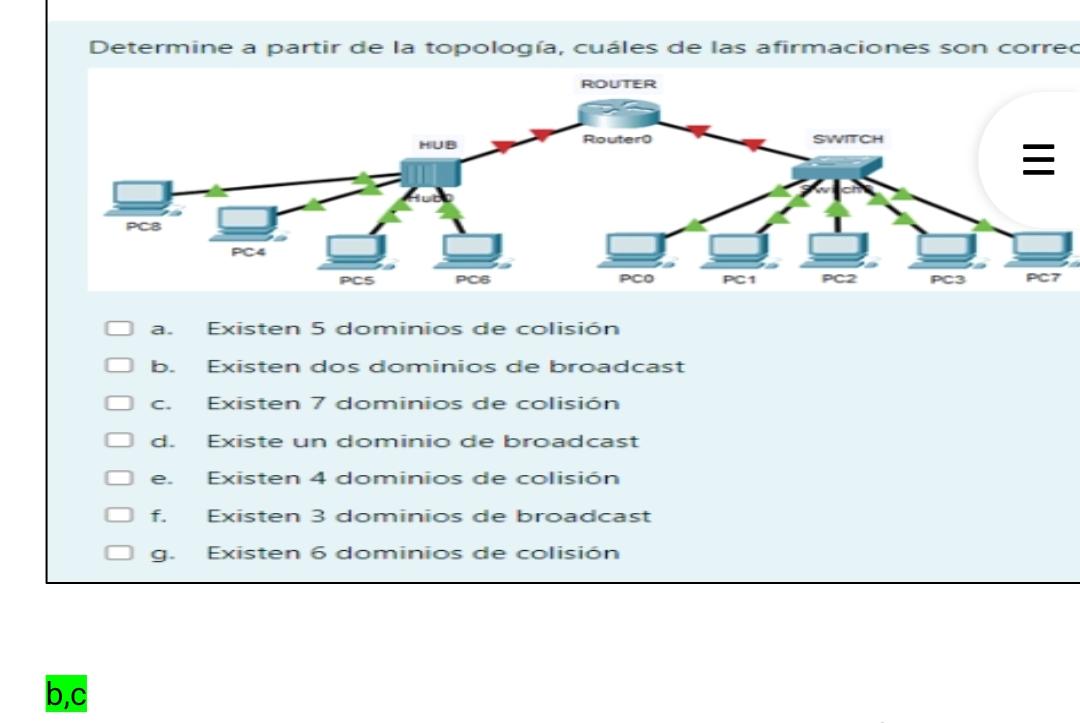 Determine a partir de la topología, cuáles de las afirmaciones son correc
ROUTER
Router0
HUB
Hub0
SWITCH
PC8
PC4
PC5
PC6
PC0
PC1
PC2
PC3
PC7
a. Existen 5 dominios de colisión
b. Existen dos dominios de broadcast
c. Existen 7 dominios de colisión
d. Existe un dominio de broadcast
e. Existen 4 dominios de colisión
f. Existen 3 dominios de broadcast
g. Existen 6 dominios de colisión
b,c